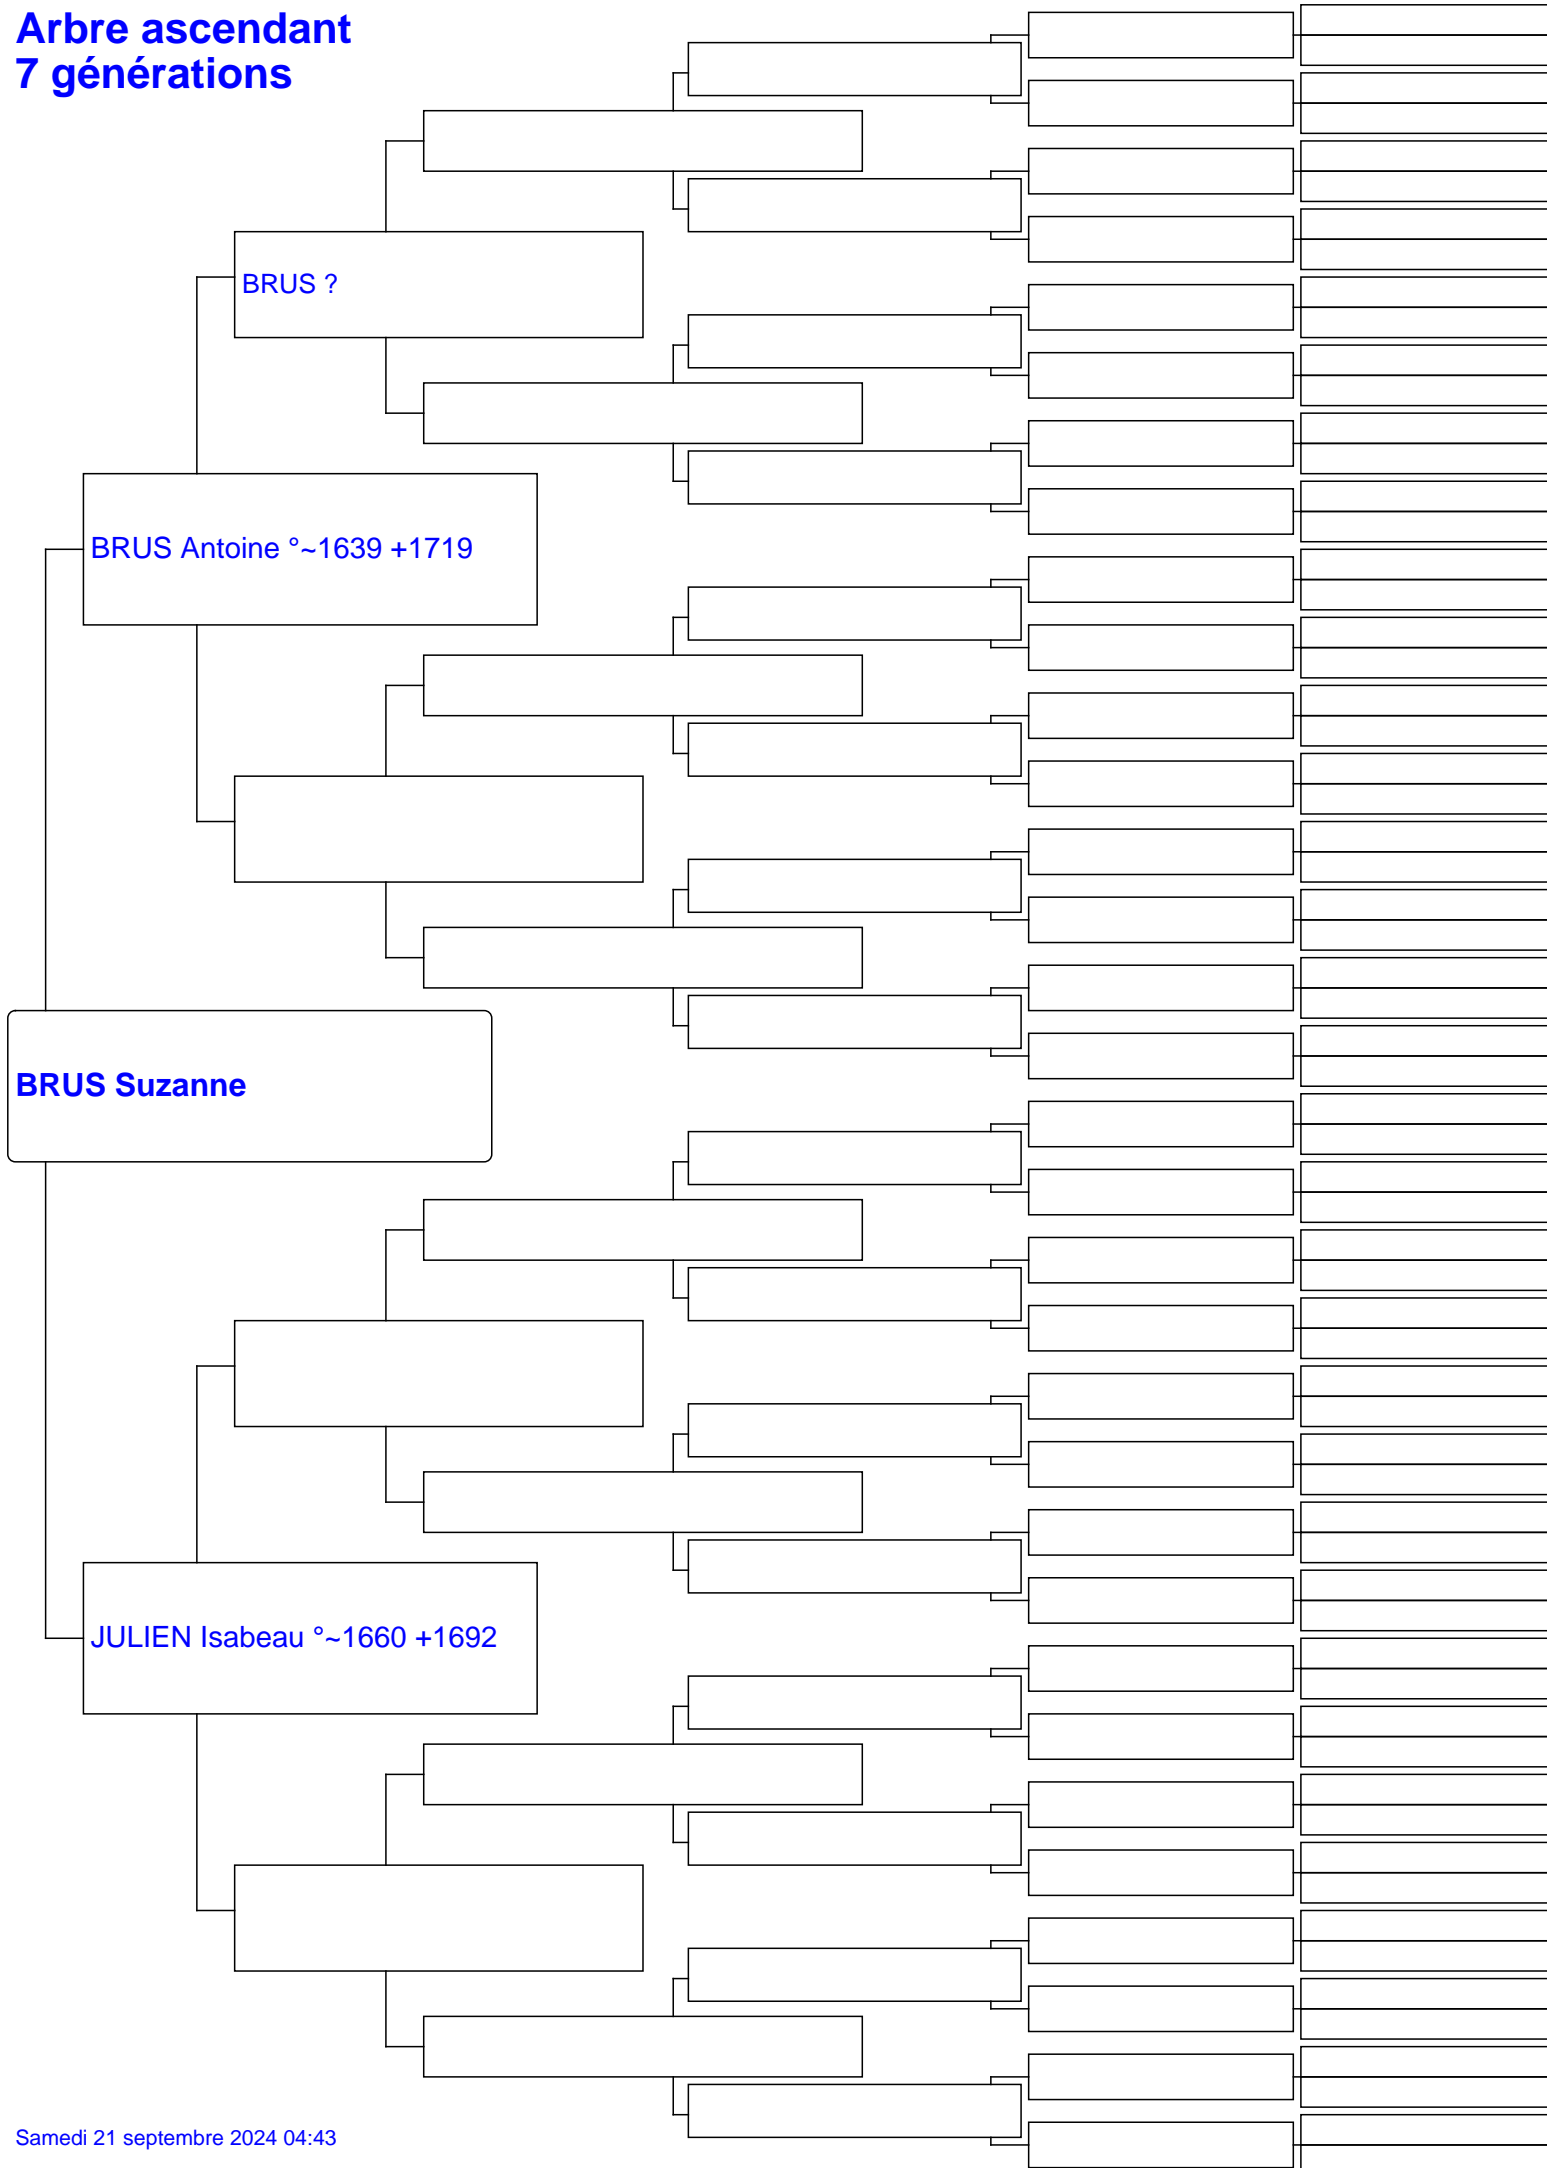 Arbre ascendant
7 générations
BRUS ?
BRUS Antoine °~1639 +1719
BRUS Suzanne
JULIEN Isabeau °~1660 +1692
Samedi 21 septembre 2024 04:43